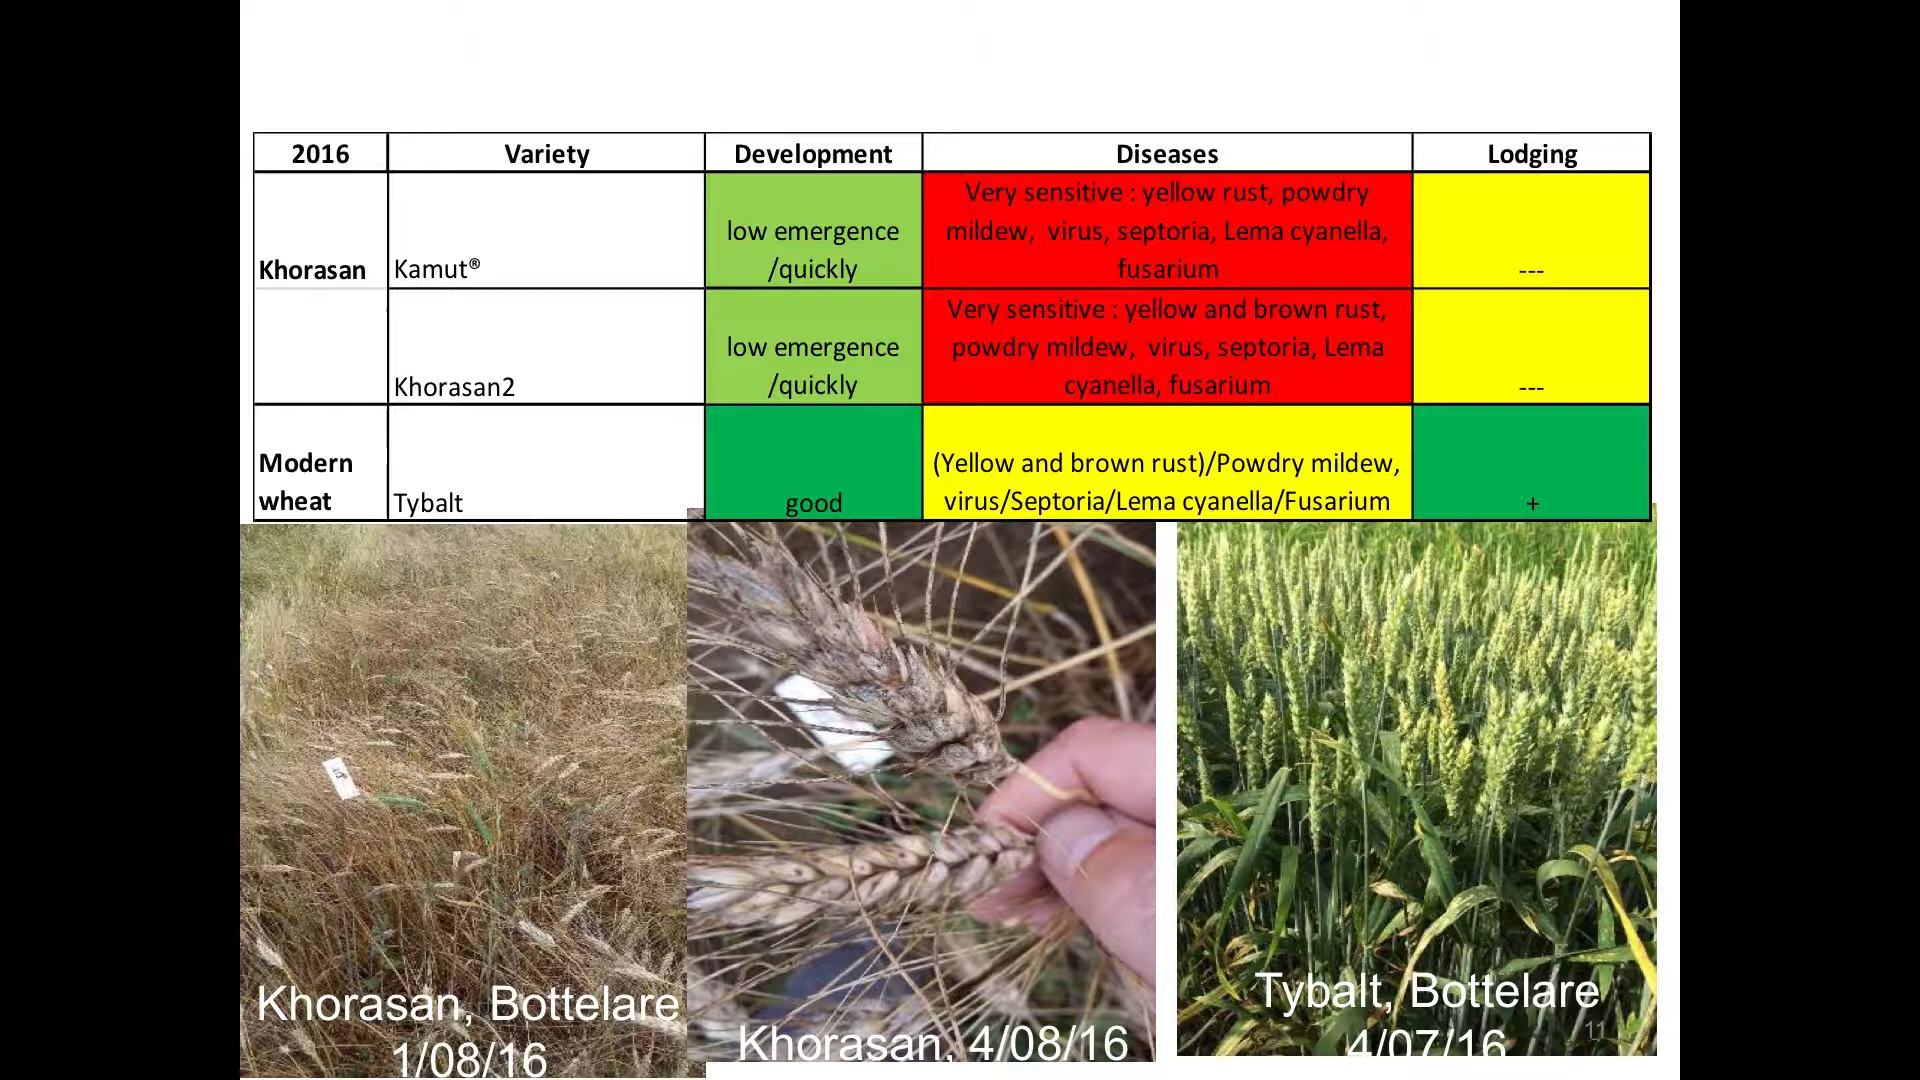 2016 Variety Development Diseases Lodging
Khorasan Kamut® low emergence /quickly Very sensitive : yellow rust, powdry mildew, virus, septoria, Lema cyanella, fusarium ---
Khorasan2 low emergence /quickly Very sensitive : yellow and brown rust, powdry mildew, virus, septoria, Lema cyanella, fusarium ---
Modern wheat Tybalt good (Yellow and brown rust)/Powdry mildew, virus/Septoria/Lema cyanella/Fusarium +
Khorasan, Bottelare
1/08/16
Khorasan, 4/08/16
Tybalt, Bottelare
4/07/16
11